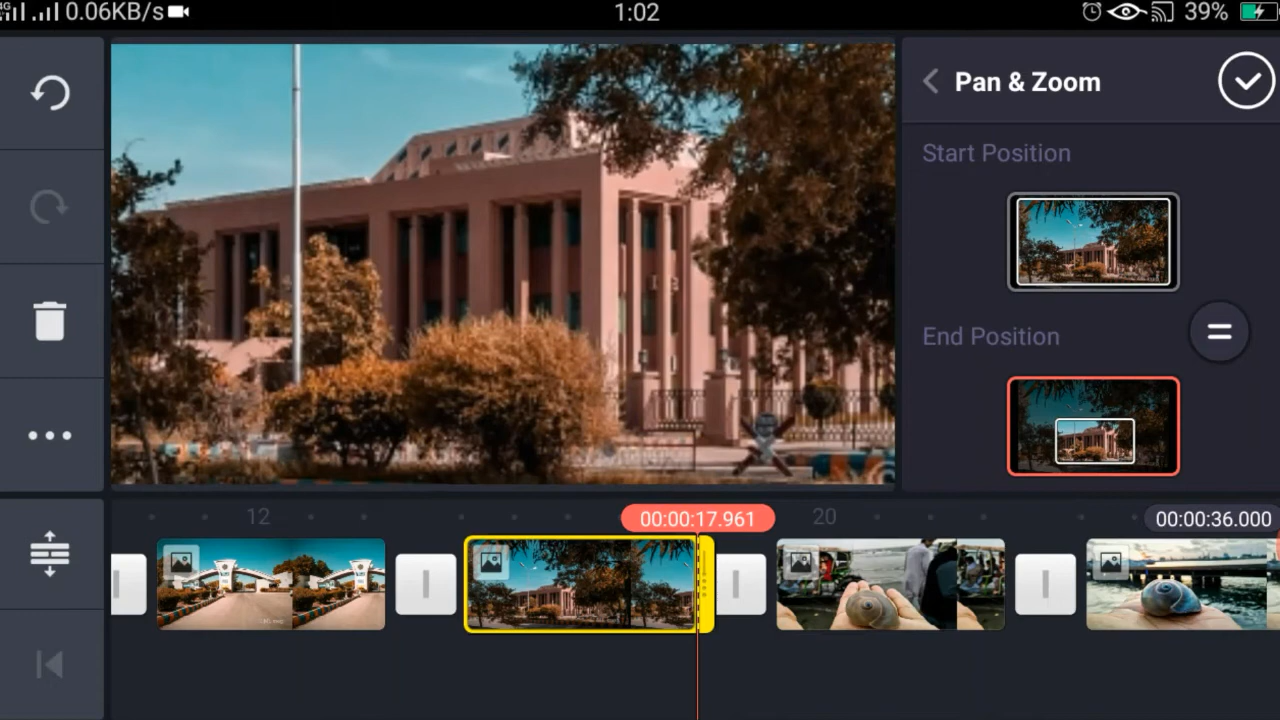 4G 0.06KB/s 1:02 39%
Pan & Zoom
Start Position
End Position
12 00:00:17.961 20 00:00:36.000